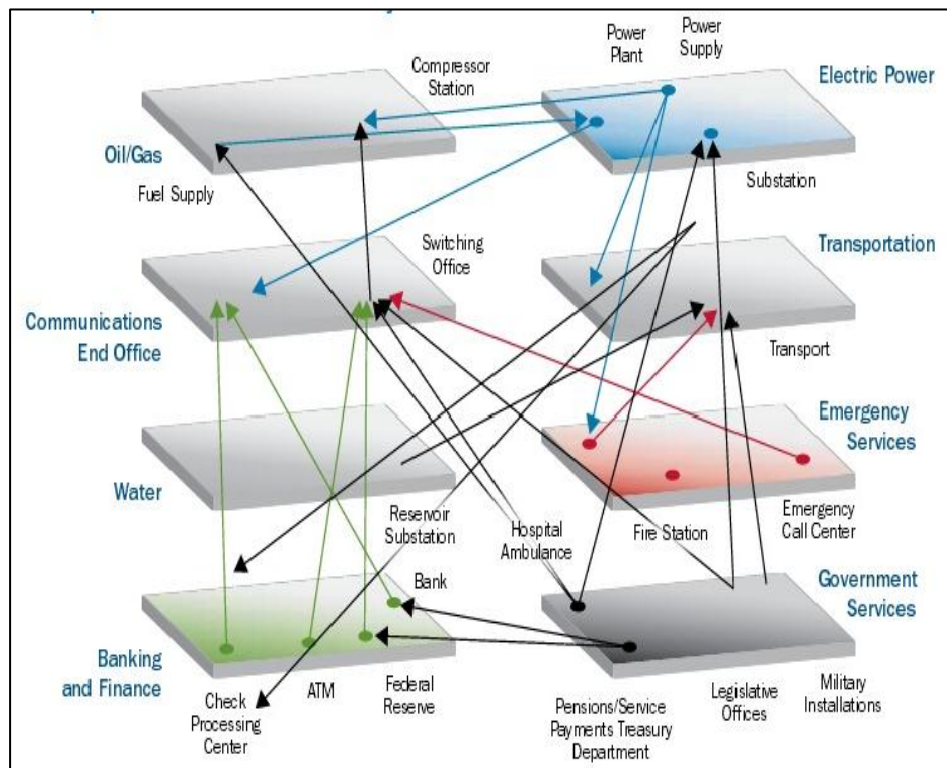 Power
Plant
Power
Supply
Compressor
Station
Electric Power
Oil/Gas
Fuel Supply
Substation
Switching
Office
Transportation
Communications
End Office
Transport
Emergency
Services
Water
Reservoir
Substation
Hospital
Ambulance
Fire Station
Emergency
Call Center
Bank
Government
Services
Banking
and Finance
Check
Processing
Center
ATM
Federal
Reserve
Pensions/Service
Payments Treasury
Department
Legislative
Offices
Military
Installations